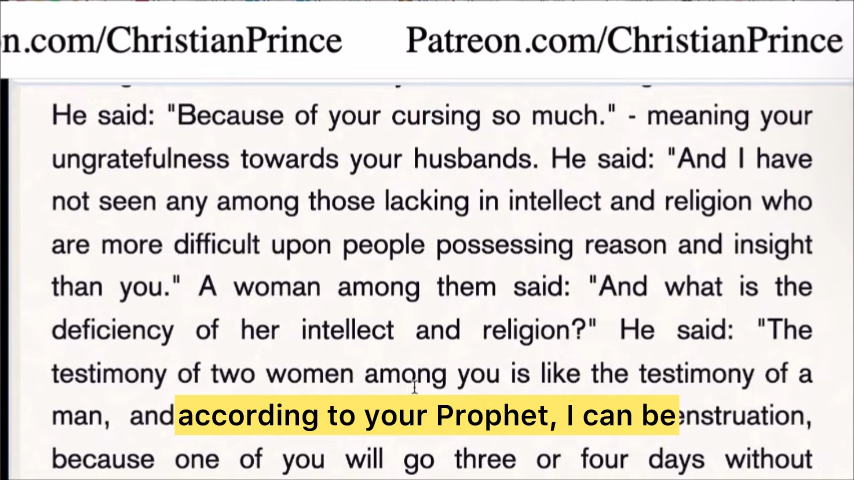 n.com/ChristianPrince Patreon.com/ChristianPrince
He said: "Because of your cursing so much." - meaning your
ungratefulness towards your husbands. He said: "And I have
not seen any among those lacking in intellect and religion who
are more difficult upon people possessing reason and insight
than you." A woman among them said: "And what is the
deficiency of her intellect and religion?" He said: "The
testimony of two women among you is like the testimony of a
man, and according to your Prophet, I can be enstruation,
because one of you will go three or four days without